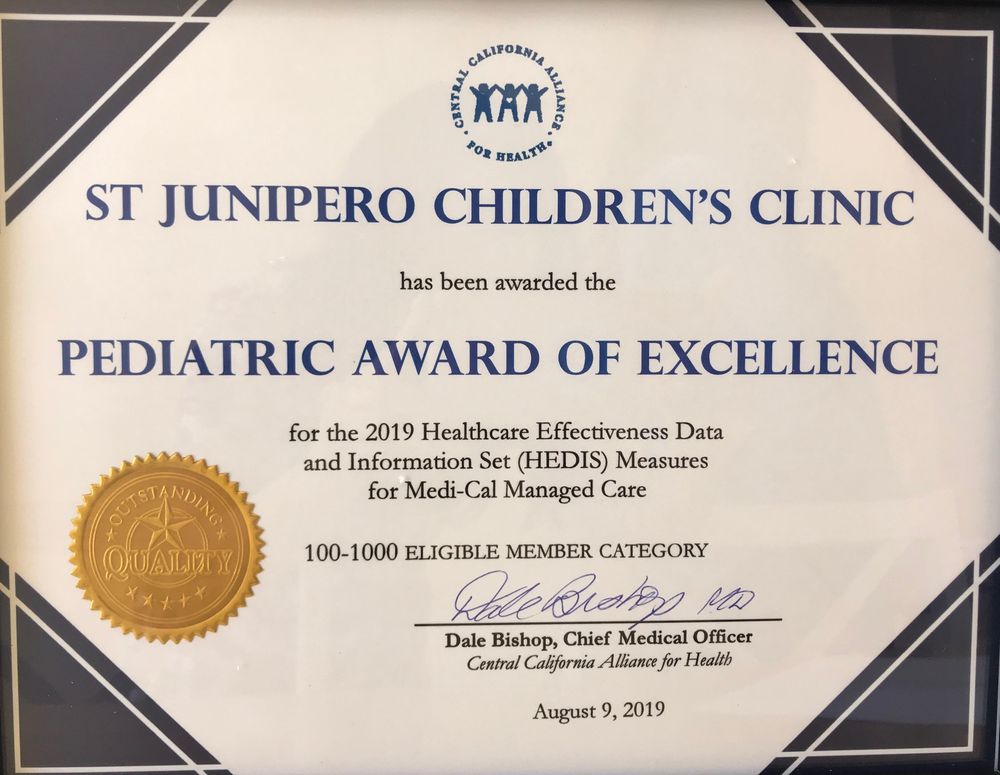 CENTRAL CALIFORNIA ALLIANCE
• FOR HEALTH •
ST JUNIPERO CHILDREN'S CLINIC
has been awarded the
PEDIATRIC AWARD OF EXCELLENCE
for the 2019 Healthcare Effectiveness Data
and Information Set (HEDIS) Measures
for Medi-Cal Managed Care
OUTSTANDING
QUALITY
100-1000 ELIGIBLE MEMBER CATEGORY
Dale Bishop MD
Dale Bishop, Chief Medical Officer
Central California Alliance for Health
August 9, 2019